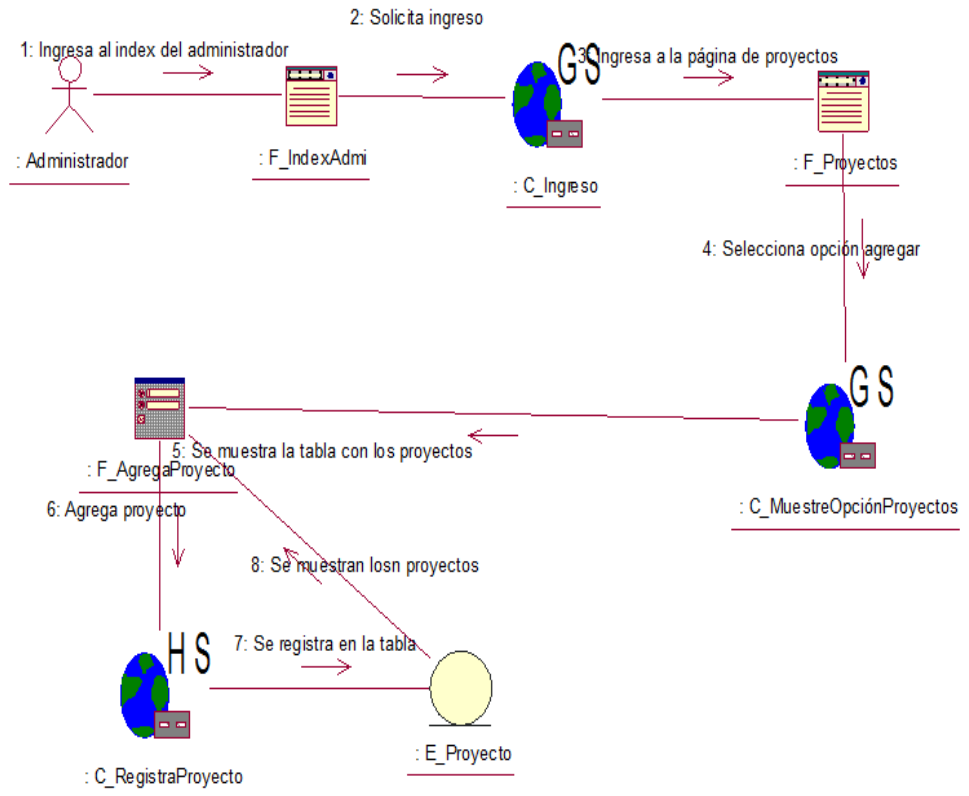 2: Solicita ingreso
1: Ingresa al index del administrador
GS
3: Ingresa a la página de proyectos
: Administrador
: F_IndexAdmi
: C_Ingreso
: F_Proyectos
4: Selecciona opción agregar
GS
5: Se muestra la tabla con los proyectos
: F_AgregaProyecto
: C_MuestreOpciónProyectos
6: Agrega proyecto
8: Se muestran losn proyectos
HS
7: Se registra en la tabla
: E_Proyecto
: C_RegistraProyecto